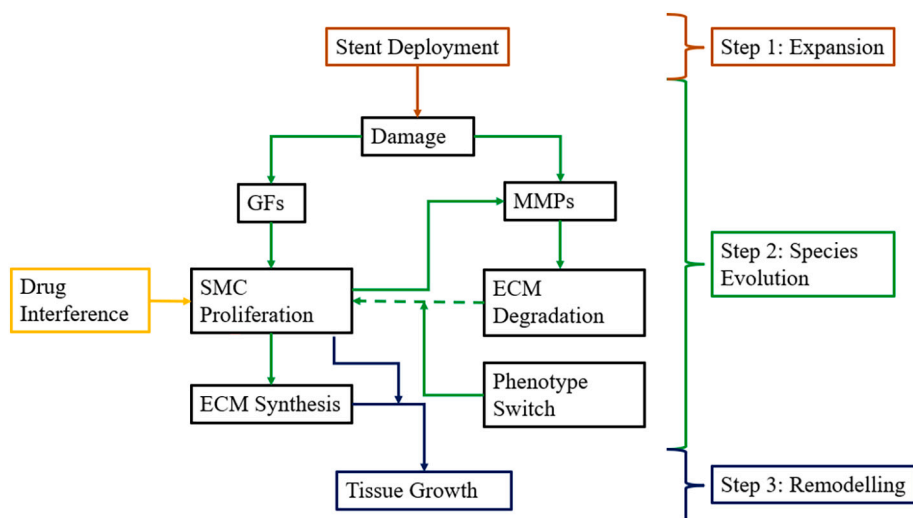 Stent Deployment
Step 1: Expansion
Damage
GFs
MMPs
Step 2: Species
Evolution
Drug
Interference
SMC
Proliferation
ECM
Degradation
Phenotype
Switch
ECM Synthesis
Tissue Growth
Step 3: Remodelling